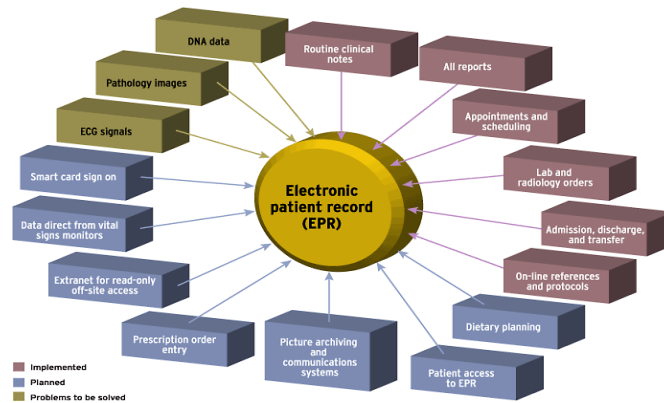 DNA data
Routine clinical
notes
All reports
Pathology images
Appointments and
scheduling
ECG signals
Lab and
radiology orders
Smart card sign on
Electronic
patient record
(EPR)
Data direct from vital
signs monitors
Admission, discharge,
and transfer
Extranet for read-only
off-site access
On-line references
and protocols
Prescription order
entry
Picture archiving and
communications
systems
Dietary planning
Patient access
to EPR
Implemented
Planned
Problems to be solved